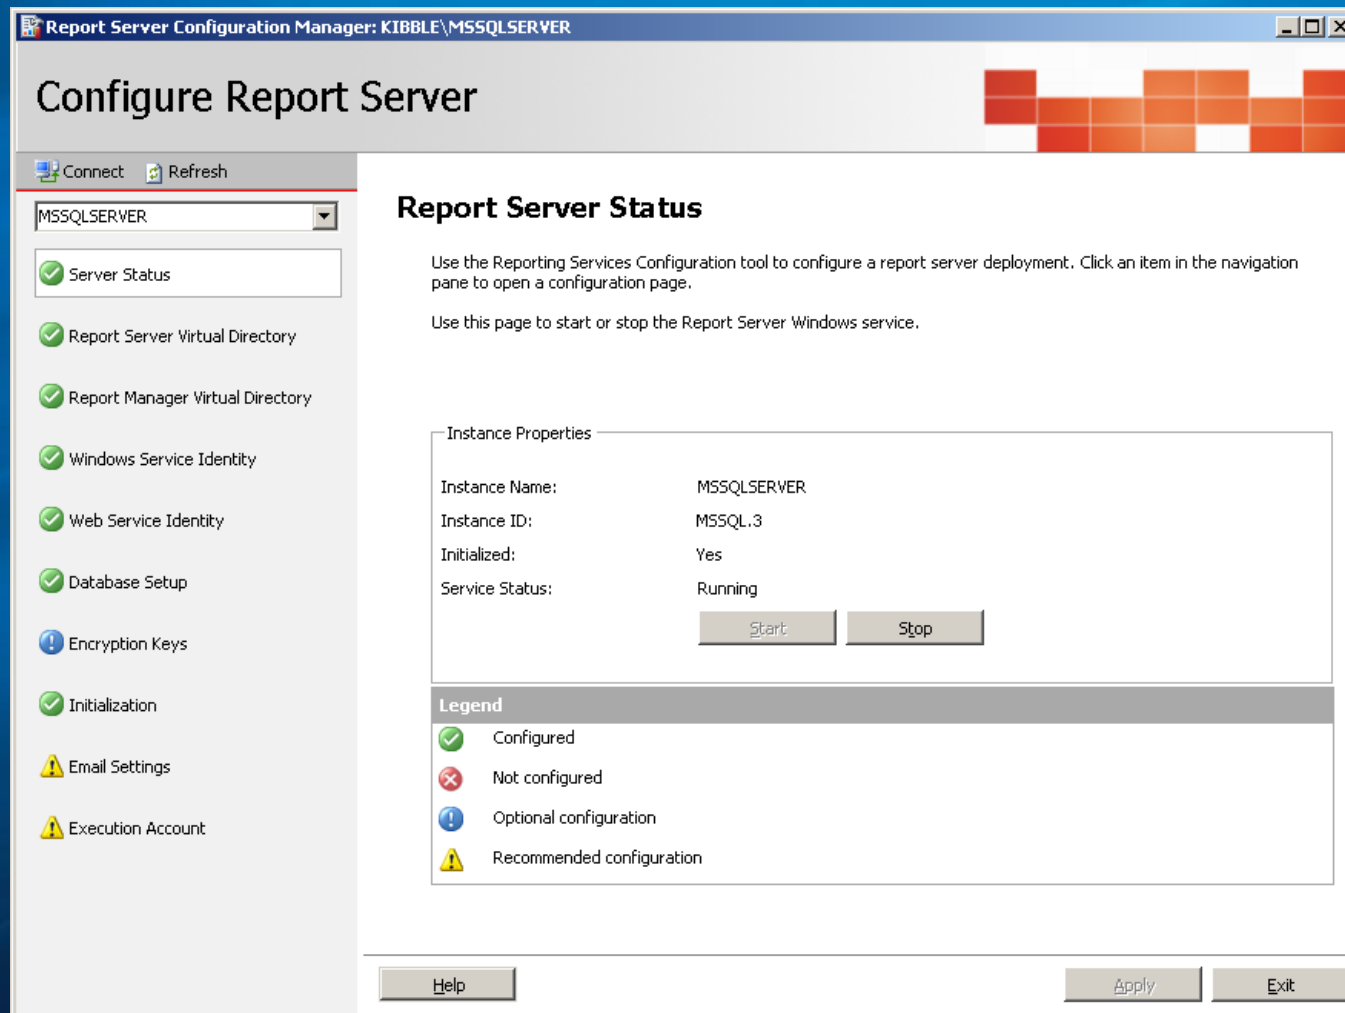 Report Server Configuration Manager: KIBBLE\MSSQLSERVER
Configure Report Server
Connect Refresh
MSSQLSERVER
Server Status
Report Server Virtual Directory
Report Manager Virtual Directory
Windows Service Identity
Web Service Identity
Database Setup
Encryption Keys
Initialization
Email Settings
Execution Account
Report Server Status
Use the Reporting Services Configuration tool to configure a report server deployment. Click an item in the navigation
pane to open a configuration page.
Use this page to start or stop the Report Server Windows service.
Instance Properties
Instance Name: MSSQLSERVER
Instance ID: MSSQL.3
Initialized: Yes
Service Status: Running
Start Stop
Legend
Configured
Not configured
Optional configuration
Recommended configuration
Help Apply Exit